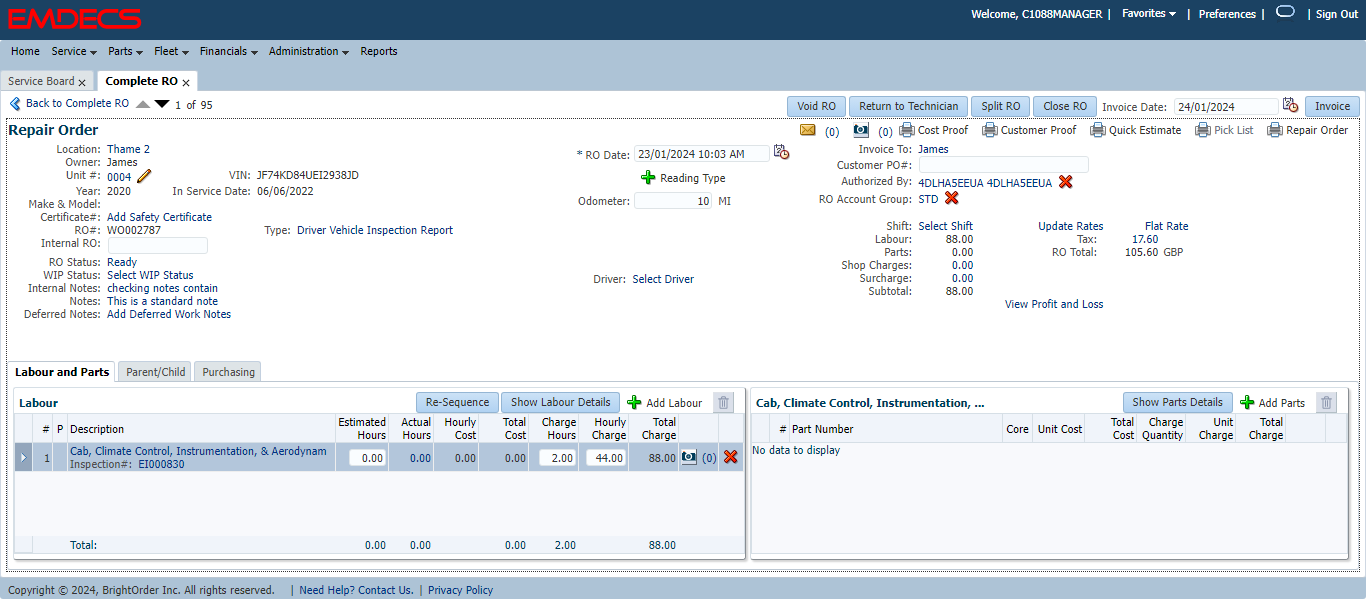 EMDECS
Welcome, C1088MANAGER | Favorites | Preferences | | Sign Out
Home Service Parts Fleet Financials Administration Reports
Service Board x Complete RO x
Back to Complete RO 1 of 95 Void RO Return to Technician Split RO Close RO Invoice Date: 24/01/2024 Invoice
Repair Order (0) (0) Cost Proof Customer Proof Quick Estimate Pick List Repair Order
Location: Thame 2 * RO Date: 23/01/2024 10:03 AM Invoice To: James
Owner: James Customer PO#:
Unit #: 0004 VIN: JF74KD84UEI2938JD Reading Type Authorized By: 4DLHA5EEUA 4DLHA5EEUA
Year: 2020 In Service Date: 06/06/2022 Odometer: 10 MI RO Account Group: STD
Make & Model:
Certificate#: Add Safety Certificate
RO#: WO002787 Type: Driver Vehicle Inspection Report Shift: Select Shift Update Rates Flat Rate
Internal RO: Labour: 88.00 Tax: 17.60
Parts: 0.00 RO Total: 105.60 GBP
RO Status: Ready Shop Charges: 0.00
WIP Status: Select WIP Status Driver: Select Driver Surcharge: 0.00
Internal Notes: checking notes contain Subtotal: 88.00
Notes: This is a standard note View Profit and Loss
Deferred Notes: Add Deferred Work Notes
Labour and Parts Parent/Child Purchasing
Labour Re-Sequence Show Labour Details Add Labour
# P Description Estimated Hours Actual Hours Hourly Cost Total Cost Charge Hours Hourly Charge Total Charge
1 Cab, Climate Control, Instrumentation, & Aerodynam 0.00 0.00 0.00 0.00 2.00 44.00 88.00 (0)
Inspection#: EI000830
Total: 0.00 0.00 0.00 2.00 88.00
Cab, Climate Control, Instrumentation, ... Show Parts Details Add Parts
# Part Number Core Unit Cost Total Cost Charge Quantity Unit Charge Total Charge
No data to display
Copyright © 2024, BrightOrder Inc. All rights reserved. | Need Help? Contact Us. | Privacy Policy